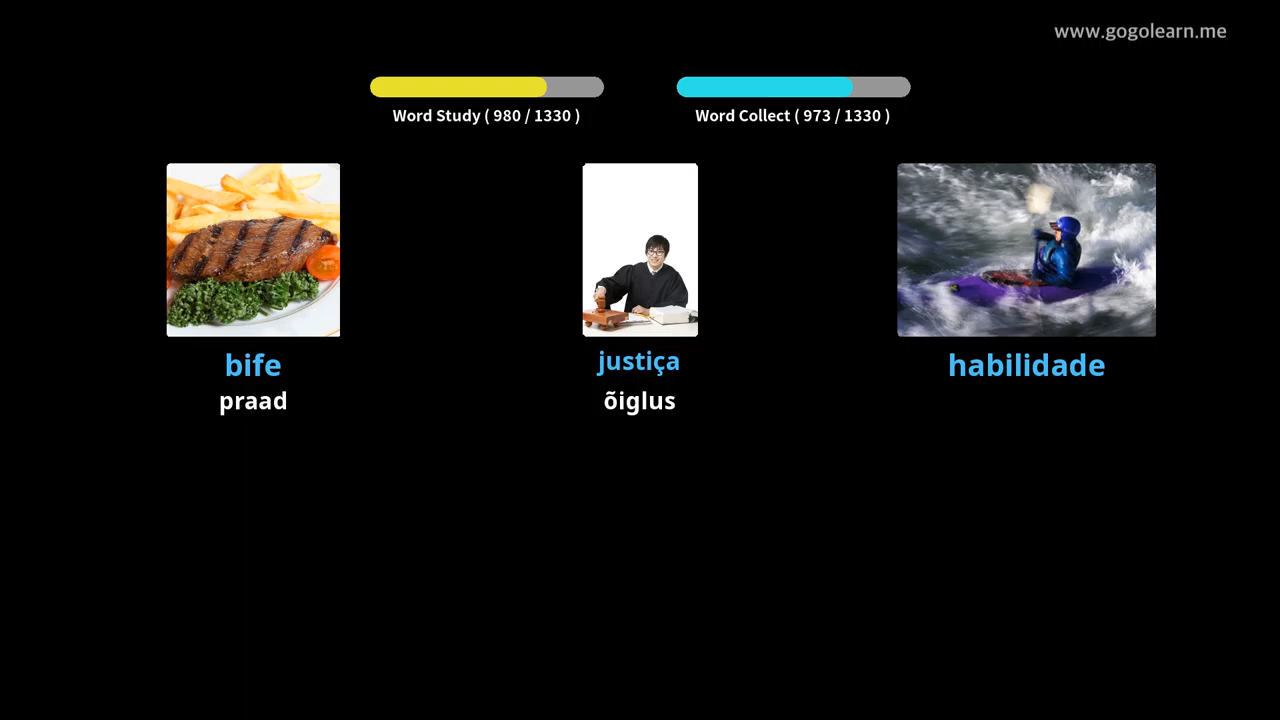 www.gogolearn.me
Word Study ( 980 / 1330 )
Word Collect ( 973 / 1330 )
bife
praad
justiça
õiglus
habilidade